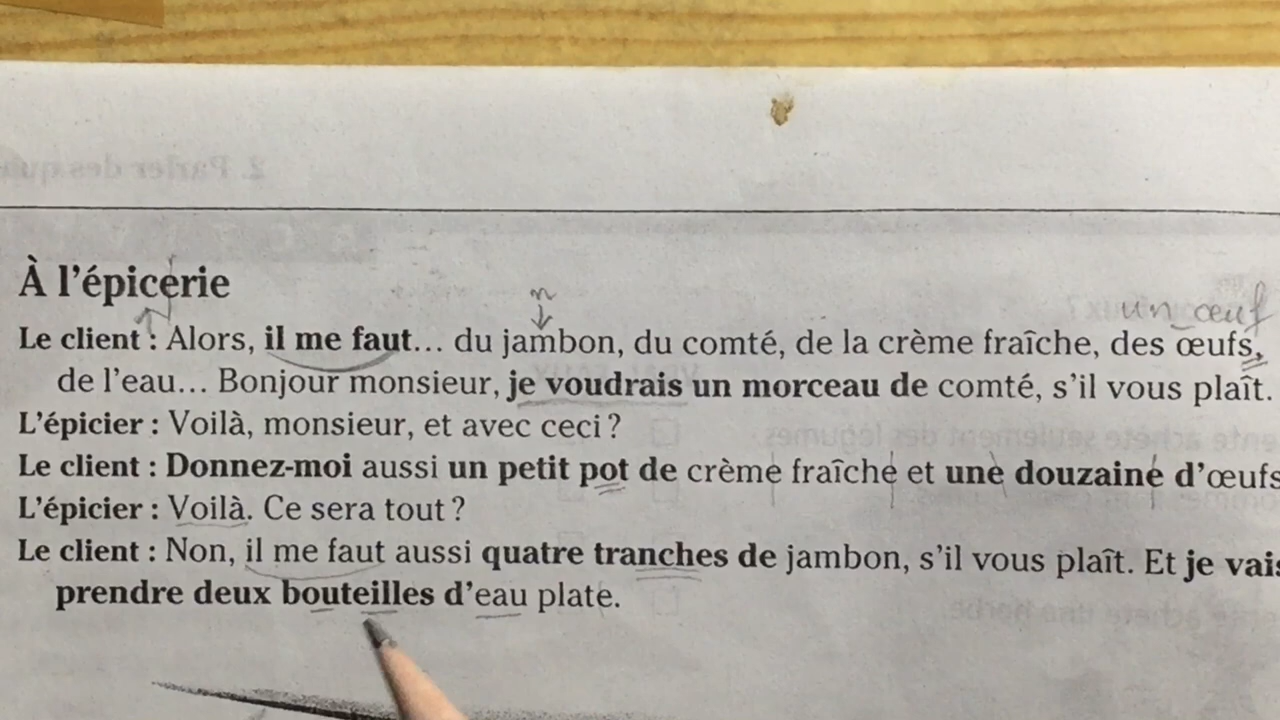 À l'épicerie
n
un œuf
Le client : Alors, il me faut… du jambon, du comté, de la crème fraîche, des œufs,
de l'eau… Bonjour monsieur, je voudrais un morceau de comté, s'il vous plaît.
L'épicier : Voilà, monsieur, et avec ceci ?
Le client : Donnez-moi aussi un petit pot de crème fraîche et une douzaine d'œufs
L'épicier : Voilà. Ce sera tout ?
Le client : Non, il me faut aussi quatre tranches de jambon, s'il vous plaît. Et je vais
prendre deux bouteilles d'eau plate.